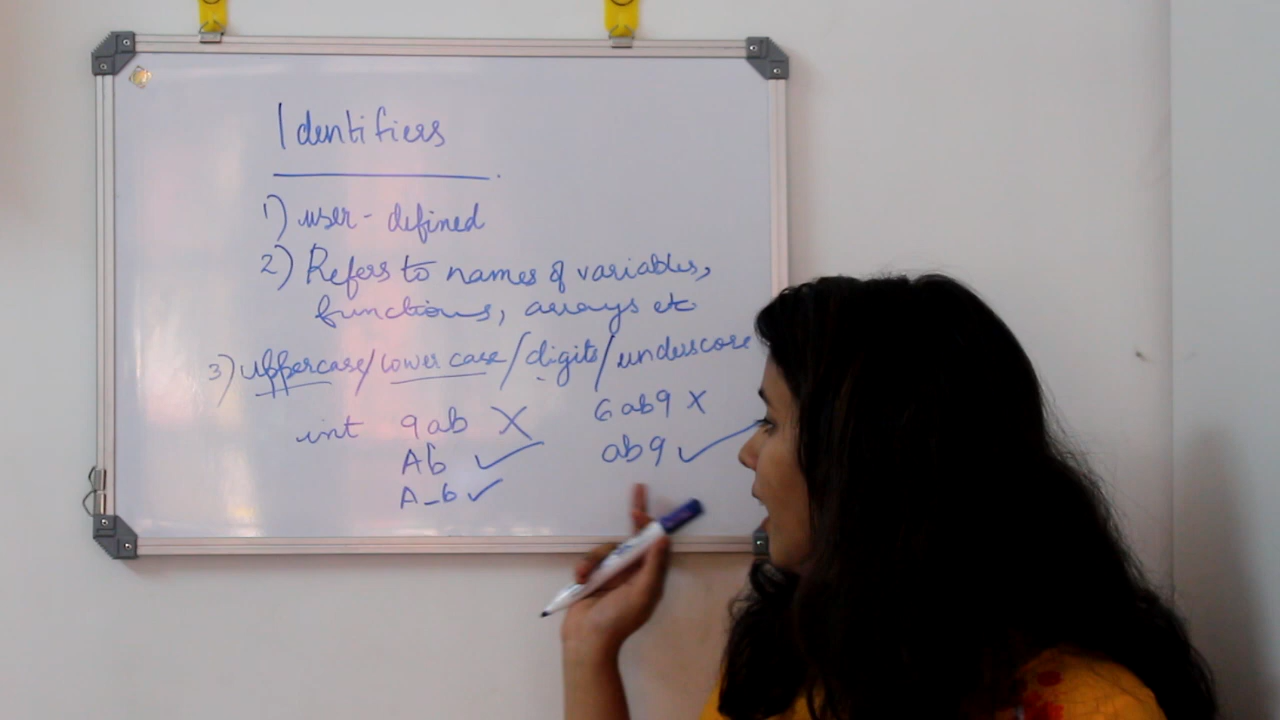 Identifiers
1) user-defined
2) Refers to names of variables,
functions, arrays etc
3) Uppercase/lower case/digits/underscore
int 9ab X 6ab9 X
Ab ✓ ab9 ✓
A_b ✓